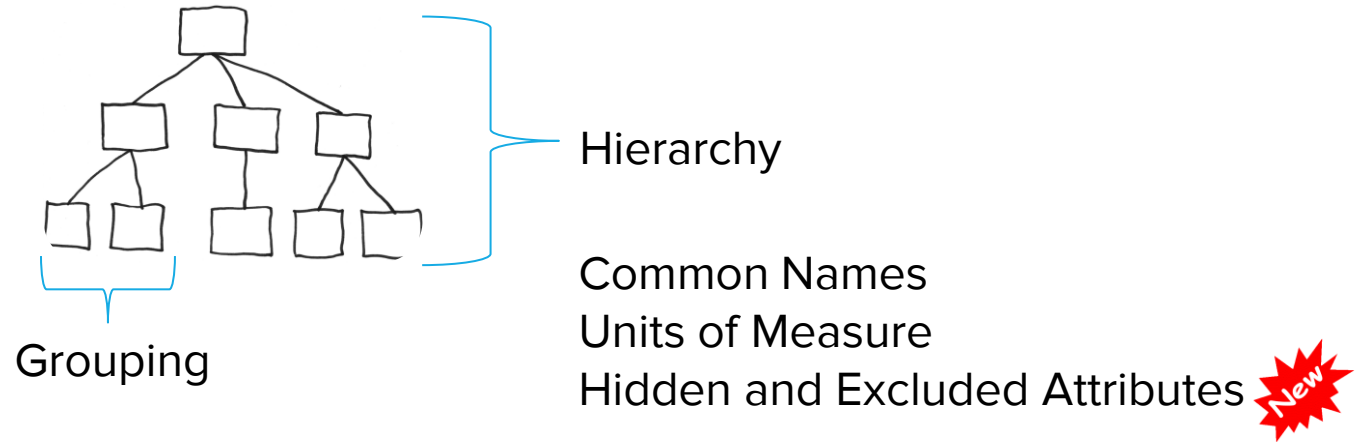 Hierarchy
Common Names
Units of Measure
Grouping
Hidden and Excluded Attributes
New